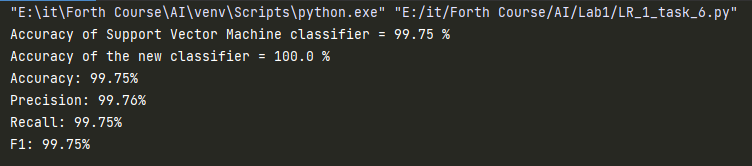 "E:\it\Forth Course\AI\venv\Scripts\python.exe" "E:/it/Forth Course/AI/Lab1/LR_1_task_6.py"
Accuracy of Support Vector Machine classifier = 99.75 %
Accuracy of the new classifier = 100.0 %
Accuracy: 99.75%
Precision: 99.76%
Recall: 99.75%
F1: 99.75%